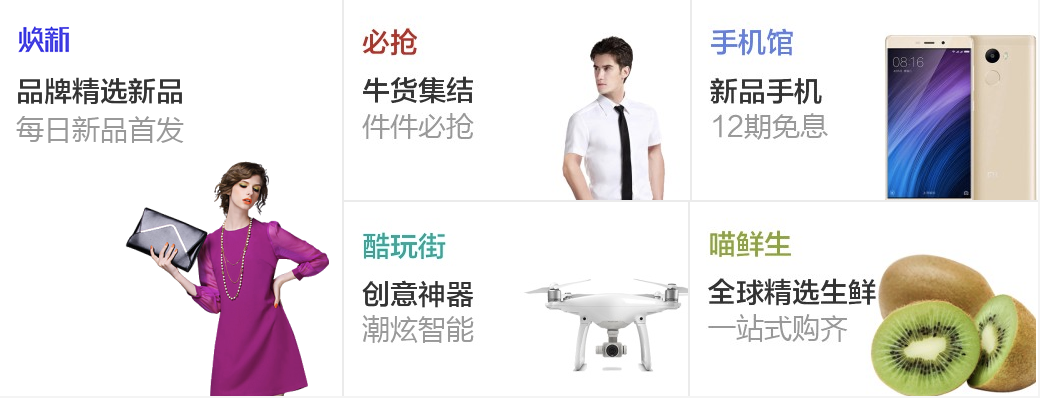 焕新
品牌精选新品
每日新品首发
必抢
牛货集结
件件必抢
手机馆
新品手机
12期免息
08:16
酷玩街
创意神器
潮炫智能
喵鲜生
全球精选生鲜
一站式购齐